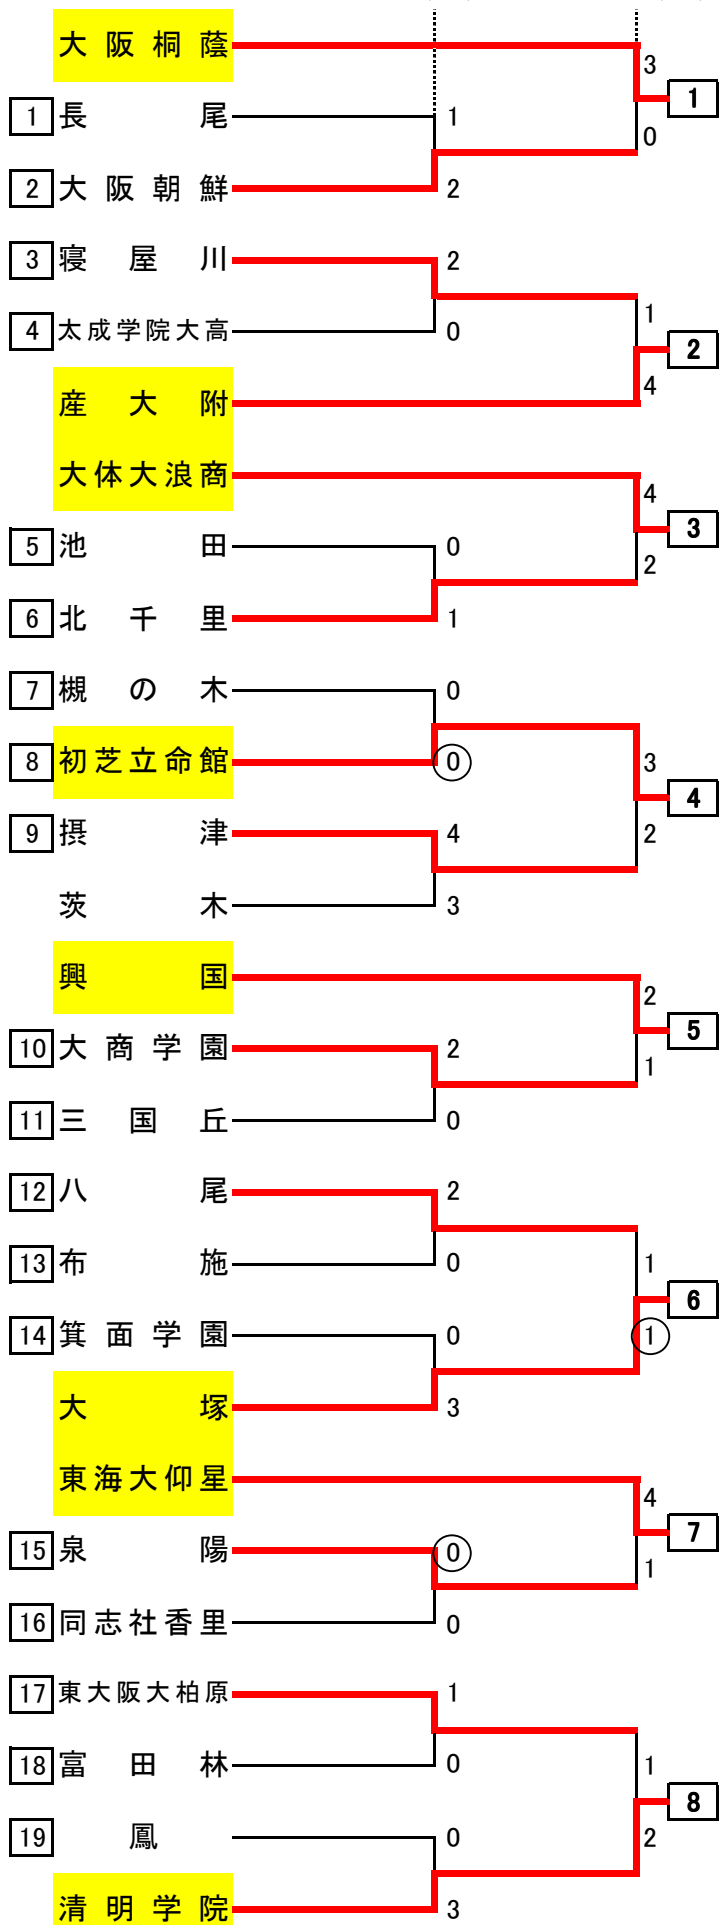 大阪桐蔭
3
1
1 長尾 1
0
2 大阪朝鮮 2
3 寝屋川 2
1
4 太成学院大高 0
2
4
産大附
大体大浪商
4
3
5 池田 0
2
6 北千里 1
7 槻の木 0
8 初芝立命館 0 3
4
9 摂津 4 2
茨木 3
興国
2
5
10 大商学園 2
1
11 三国丘 0
12 八尾 2
13 布施 0 1
6
14 箕面学園 0 1
大塚 3
東海大仰星
4
7
15 泉陽 0
1
16 同志社香里 0
17 東大阪大柏原 1
18 富田林 0 1
8
19 鳳 0 2
清明学院 3